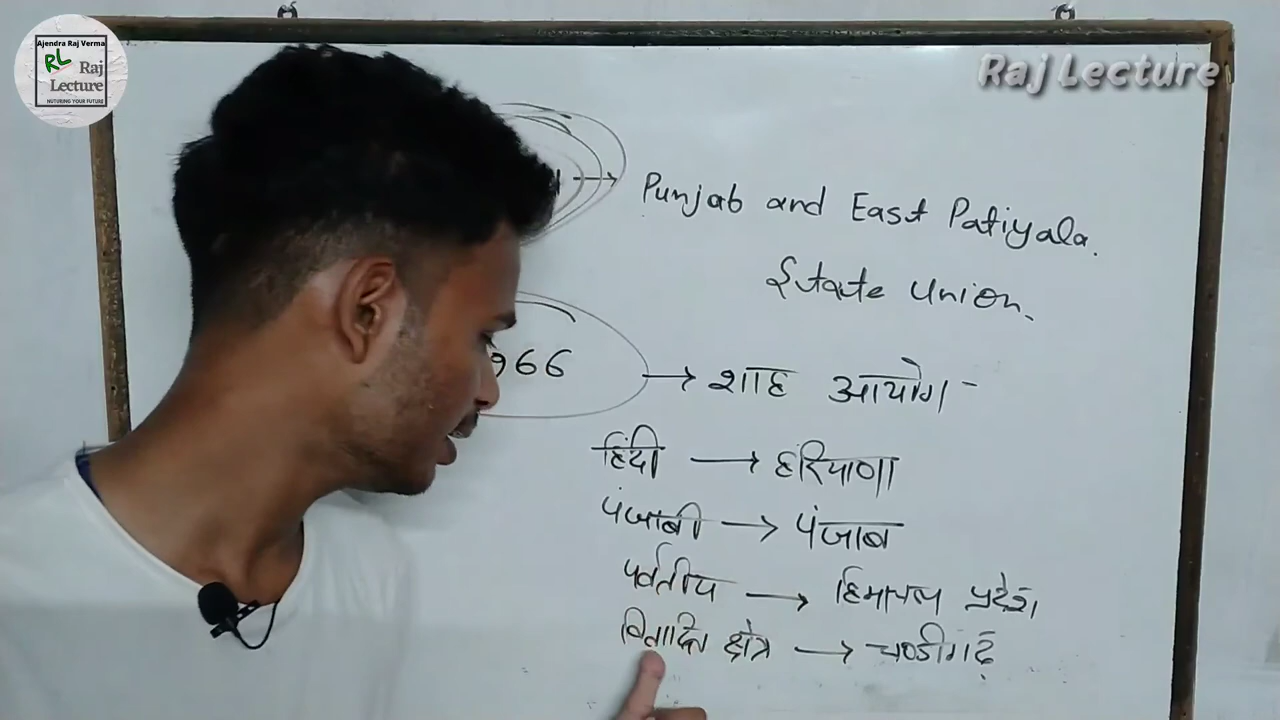 Ajendra Raj Verma
RL Raj
Lecture
NUTURING YOUR FUTURE
Raj Lecture
→ Punjab and East Patiyala.
State Union.
966 → शाह आयोग -
हिंदी → हरियाणा
पंजाबी → पंजाब
पर्वतीय → हिमाचल प्रदेश
विवादित क्षेत्र → चण्डीगढ़